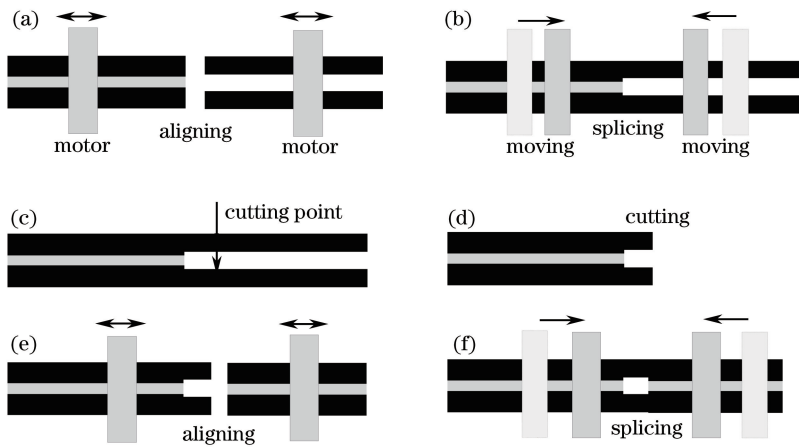 (a)
aligning
motor
motor
(b)
splicing
moving
moving
(c)
cutting point
(d)
cutting
(e)
aligning
(f)
splicing